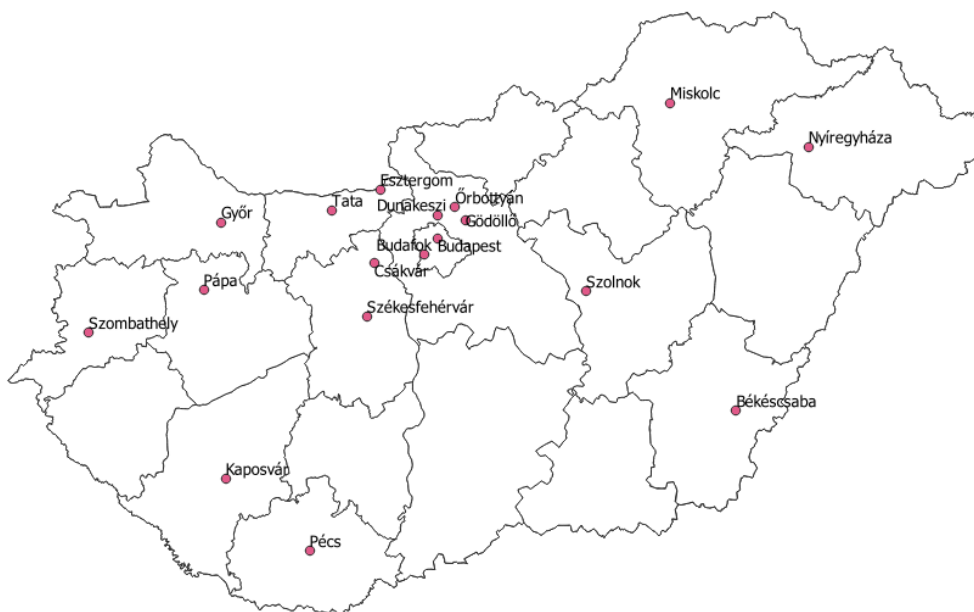 Miskolc
Nyíregyháza
Esztergom
Tata
Őrbottyán
Dunakeszi
Győr
Gödöllő
Budafok
Budapest
Csákvár
Pápa
Szolnok
Székesfehérvár
Szombathely
Békéscsaba
Kaposvár
Pécs